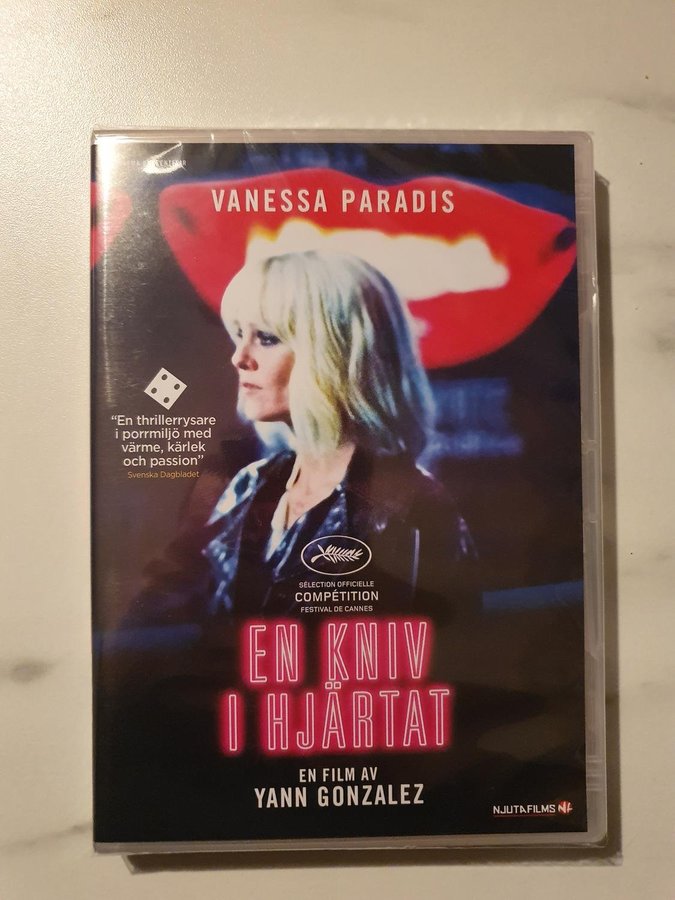 VANESSA PARADIS
“En thrillerrysare
i porrmiljö med
värme, kärlek
och passion”
Svenska Dagbladet
SÉLECTION OFFICIELLE
COMPÉTITION
FESTIVAL DE CANNES
EN KNIV
I HJÄRTAT
EN FILM AV
YANN GONZALEZ
NJUTAFILMS